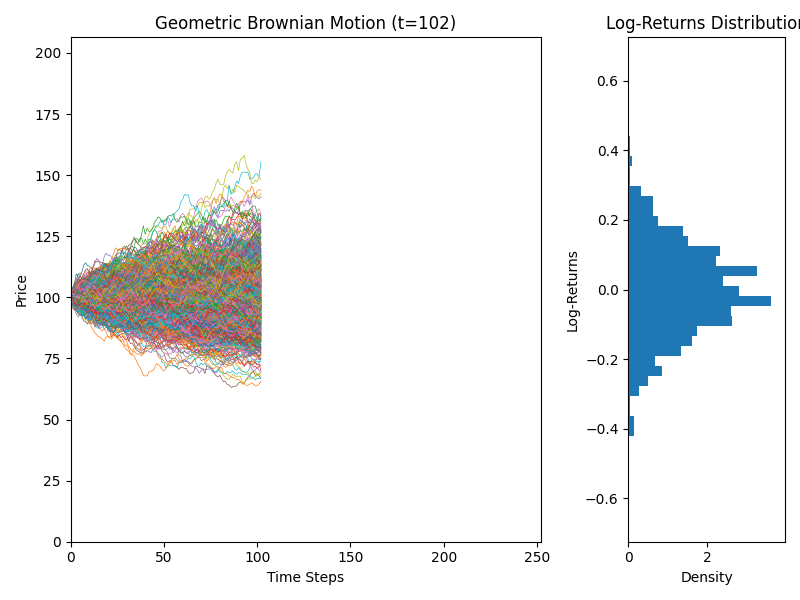 Geometric Brownian Motion (t=102)
Price
200
175
150
125
100
75
50
25
0
0 50 100 150 200 250
Time Steps
Log-Returns Distribution
Log-Returns
0.6
0.4
0.2
0.0
−0.2
−0.4
−0.6
0 2
Density